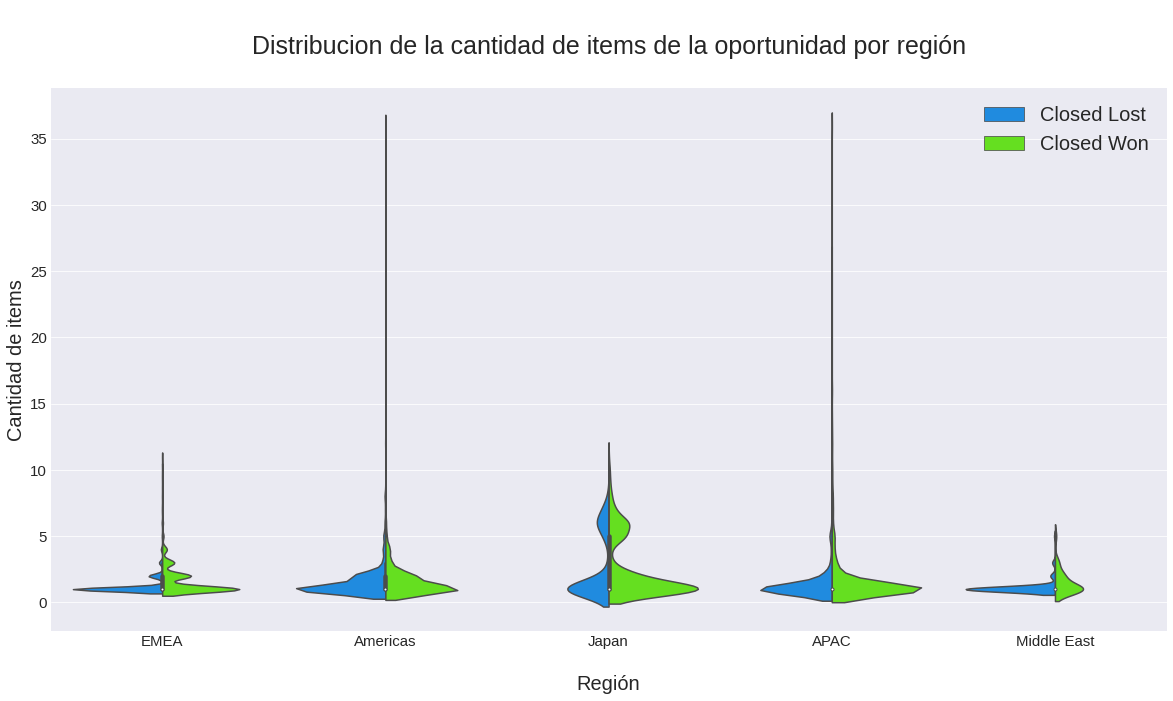 Distribucion de la cantidad de items de la oportunidad por región
Closed Lost
Closed Won
Cantidad de items
35
30
25
20
15
10
5
0
EMEA
Americas
Japan
APAC
Middle East
Región